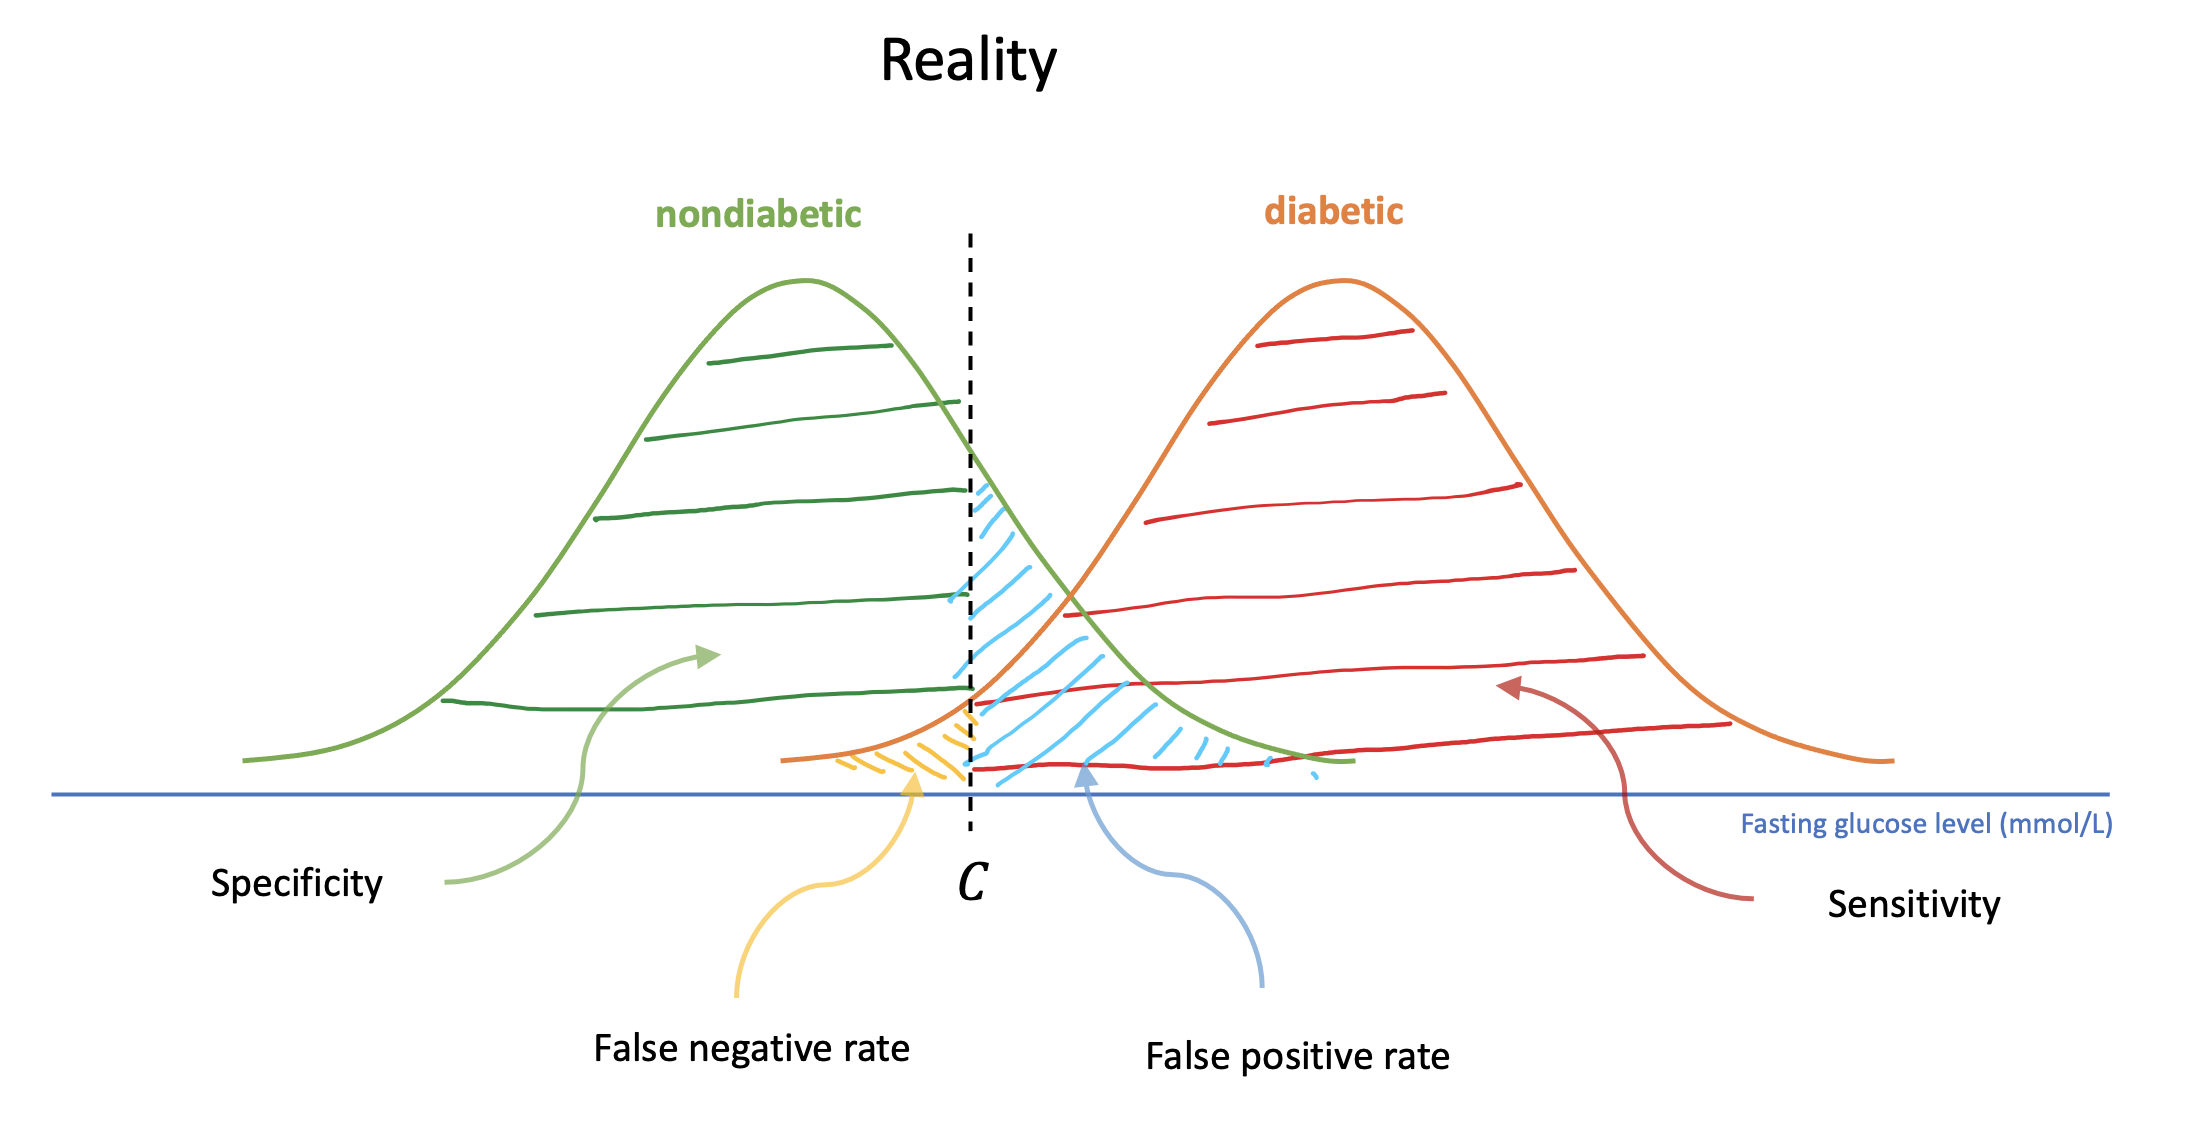 Reality
nondiabetic
diabetic
Fasting glucose level (mmol/L)
Specificity
C
Sensitivity
False negative rate
False positive rate